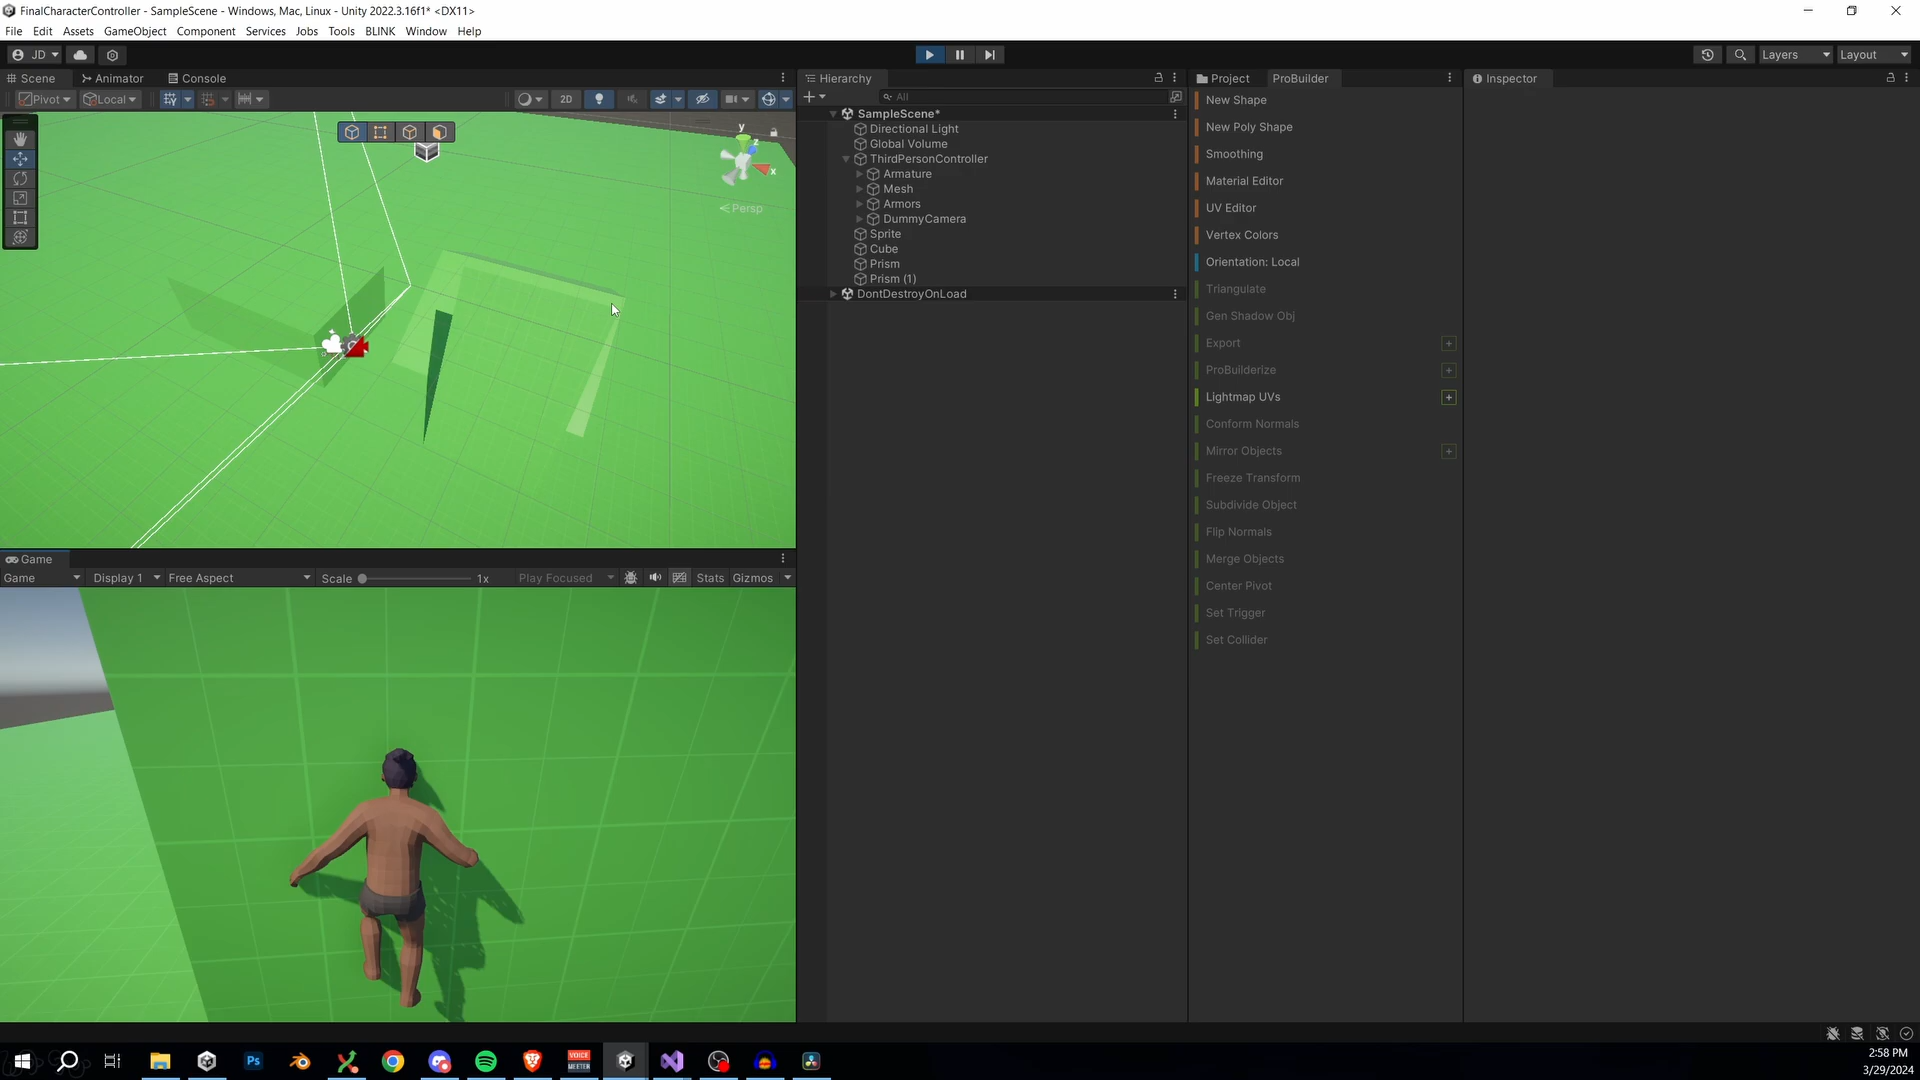 FinalCharacterController - SampleScene - Windows, Mac, Linux - Unity 2022.3.16f1* <DX11>
File Edit Assets GameObject Component Services Jobs Tools BLINK Window Help
JD Layers Layout
Scene Animator Console
Pivot Local 2D
y
z
x
Persp
Game
Game Display 1 Free Aspect Scale 1x Play Focused Stats Gizmos
Hierarchy
All
SampleScene*
Directional Light
Global Volume
ThirdPersonController
Armature
Mesh
Armors
DummyCamera
Sprite
Cube
Prism
Prism (1)
DontDestroyOnLoad
Project ProBuilder
New Shape
New Poly Shape
Smoothing
Material Editor
UV Editor
Vertex Colors
Orientation: Local
Triangulate
Gen Shadow Obj
Export
ProBuilderize
Lightmap UVs
Conform Normals
Mirror Objects
Freeze Transform
Subdivide Object
Flip Normals
Merge Objects
Center Pivot
Set Trigger
Set Collider
Inspector
Ps
VOICE
MEETER
2:58 PM
3/29/2024